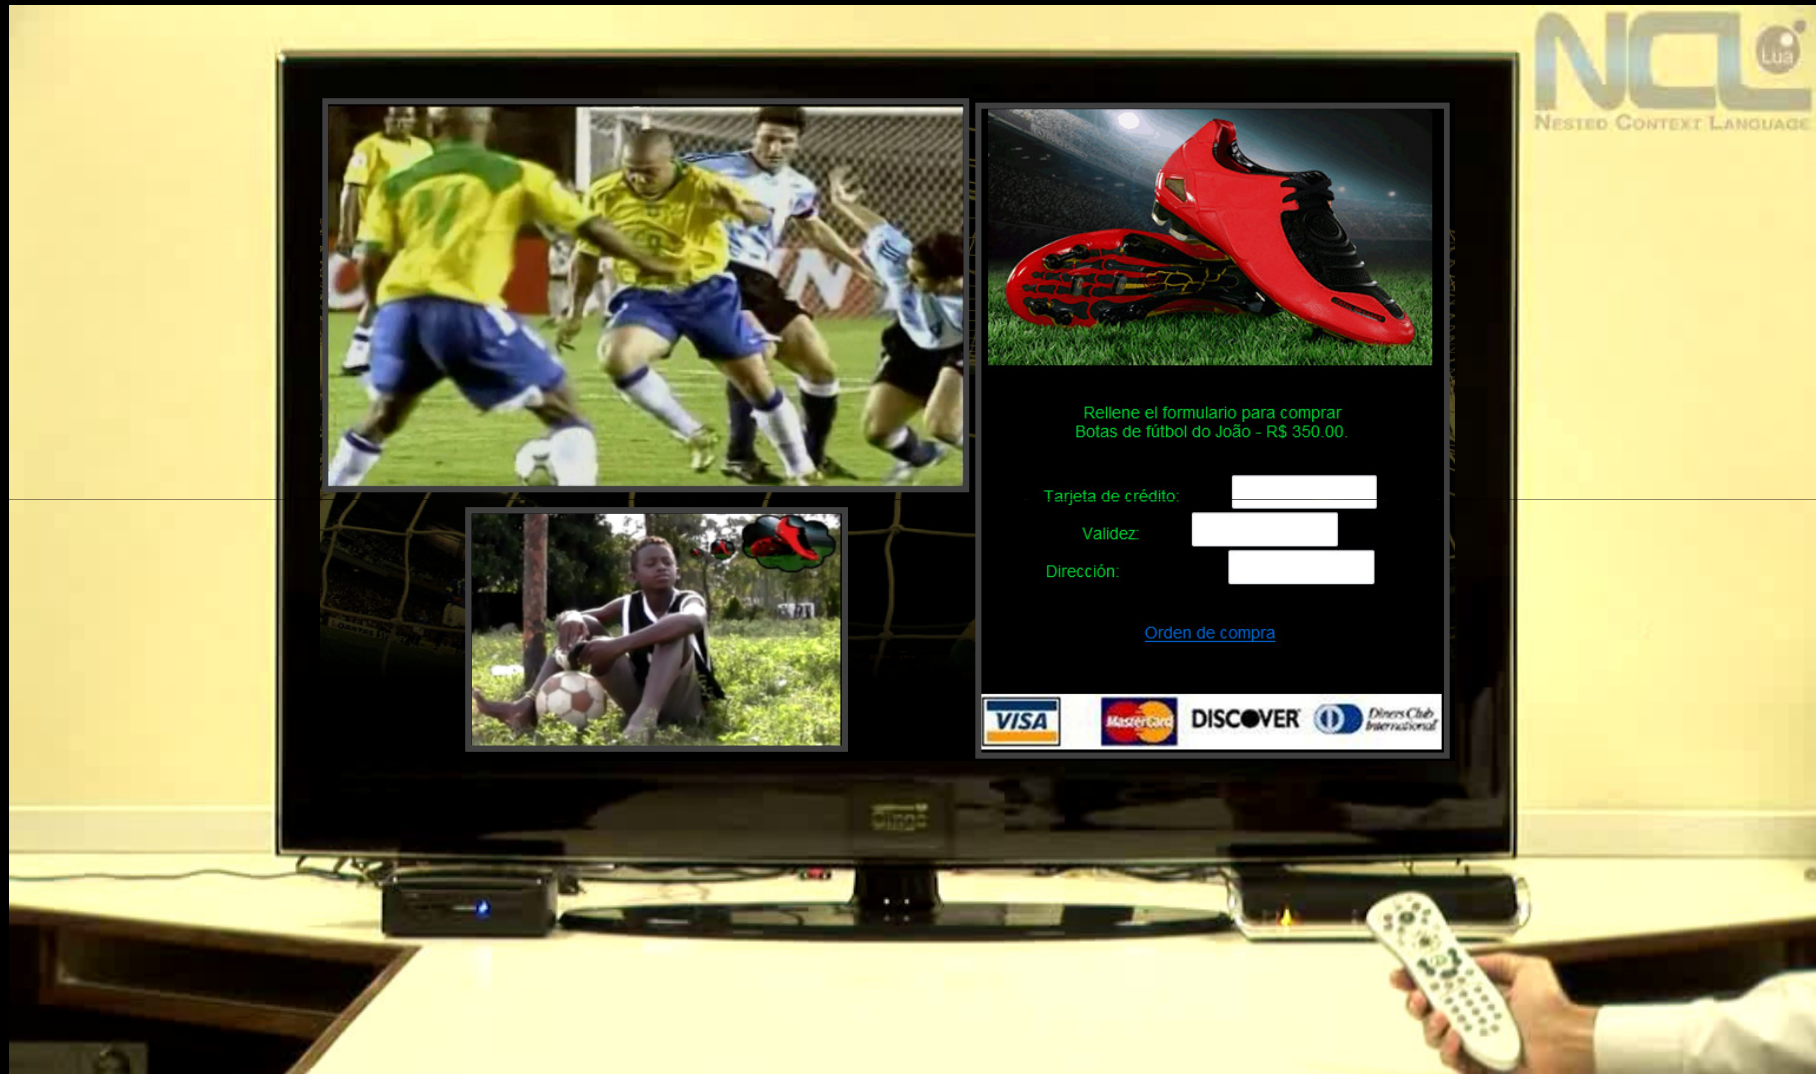 NCL
Lua
NESTED CONTEXT LANGUAGE
Rellene el formulario para comprar
Botas de fútbol do João - R$ 350.00.
Tarjeta de crédito:
Validez:
Dirección:
Orden de compra
VISA
MasterCard
DISCOVER
Diners Club
International